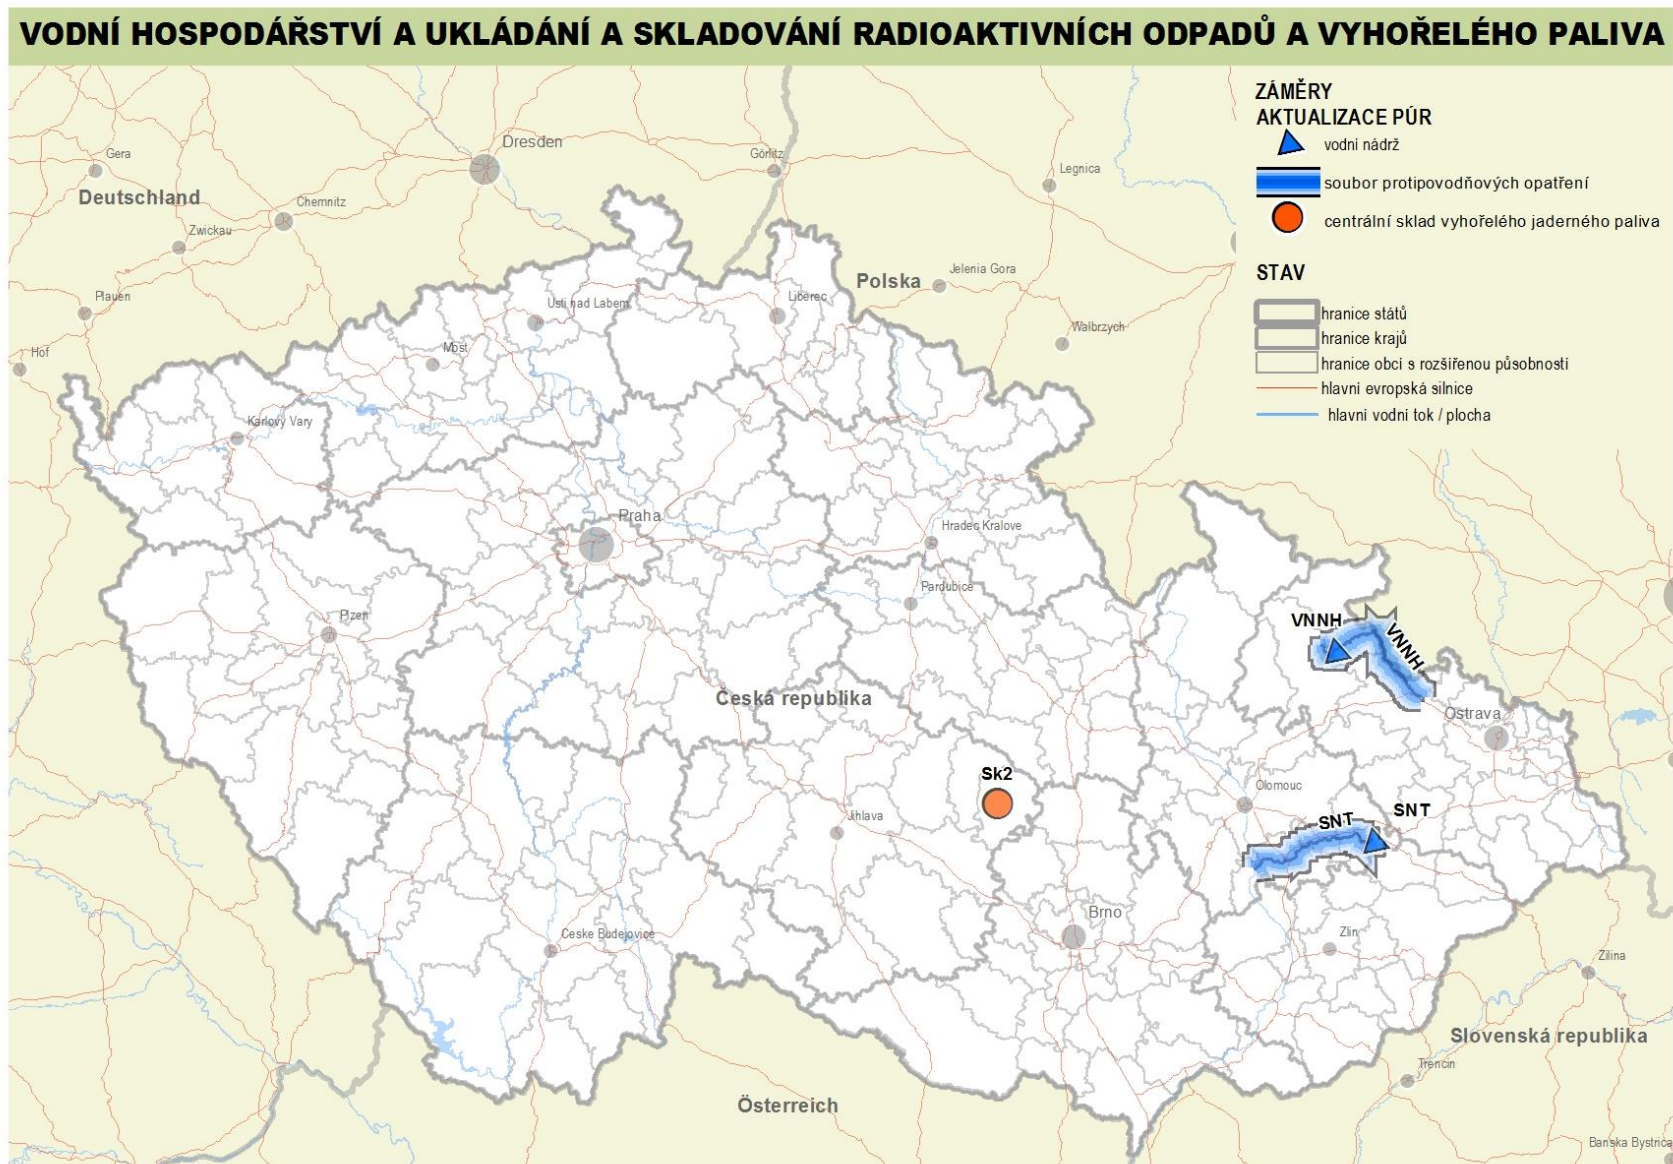 VODNÍ HOSPODÁŘSTVÍ A UKLÁDÁNÍ A SKLADOVÁNÍ RADIOAKTIVNÍCH ODPADŮ A VYHOŘELÉHO PALIVA
ZÁMĚRY
AKTUALIZACE PÚR
vodní nádrž
soubor protipovodňových opatření
centrální sklad vyhořelého jaderného paliva
STAV
hranice států
hranice krajů
hranice obcí s rozšířenou působností
hlavní evropská silnice
hlavní vodní tok / plocha
Dresden
Gera
Görlitz
Legnica
Deutschland
Chemnitz
Zwickau
Polska
Jelenia Gora
Plauen
Usti nad Labem
Liberec
Walbrzych
Hof
Most
Karlovy Vary
Praha
Hradec Kralove
Pardubice
Plzen
VNNH
VNNH
Česká republika
Ostrava
Sk2
Olomouc
Jihlava
SNT
SNT
Brno
Ceske Budejovice
Zlin
Zilina
Slovenská republika
Trencin
Österreich
Banska Bystrica